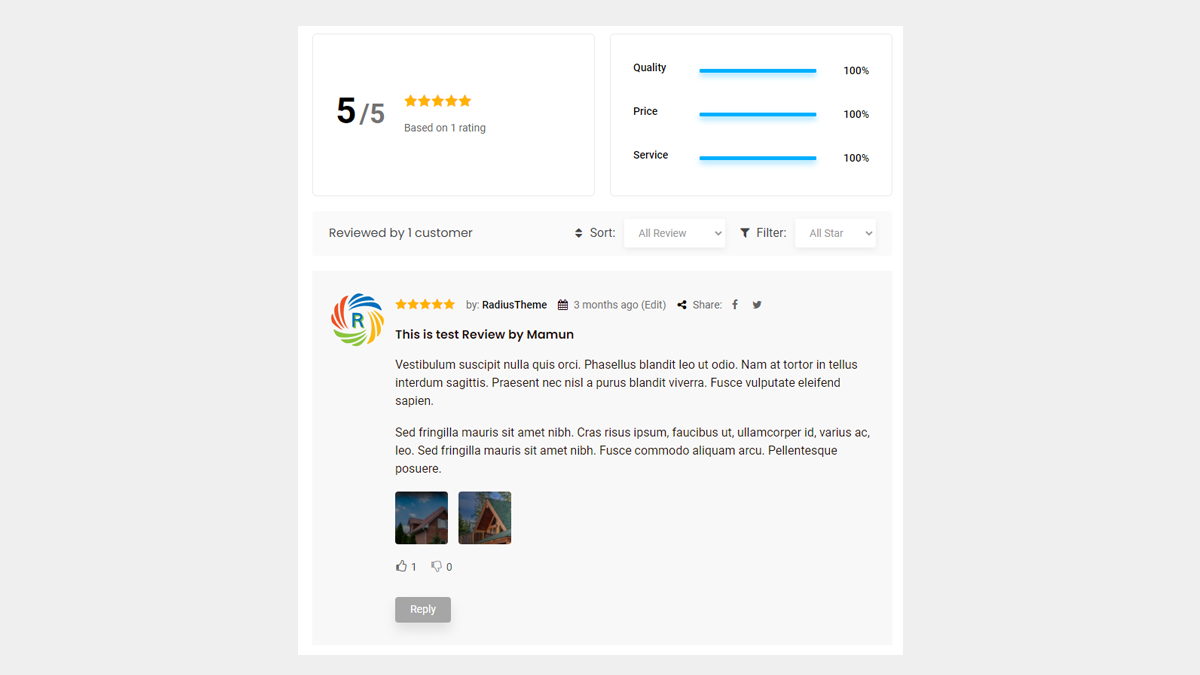 5/5
Based on 1 rating
Quality 100%
Price 100%
Service 100%
Reviewed by 1 customer Sort: All Review Filter: All Star
R
by: RadiusTheme 3 months ago (Edit) Share:
This is test Review by Mamun
Vestibulum suscipit nulla quis orci. Phasellus blandit leo ut odio. Nam at tortor in tellus
interdum sagittis. Praesent nec nisl a purus blandit viverra. Fusce vulputate eleifend
sapien.
Sed fringilla mauris sit amet nibh. Cras risus ipsum, faucibus ut, ullamcorper id, varius ac,
leo. Sed fringilla mauris sit amet nibh. Fusce commodo aliquam arcu. Pellentesque
posuere.
1 0
Reply